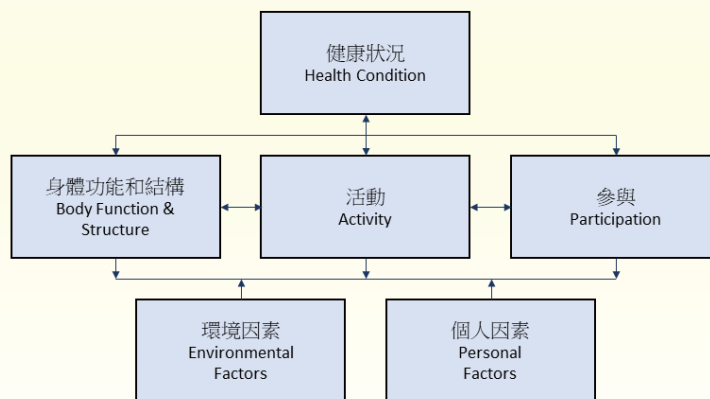 健康狀況
Health Condition
身體功能和結構
Body Function &
Structure
活動
Activity
參與
Participation
環境因素
Environmental
Factors
個人因素
Personal
Factors